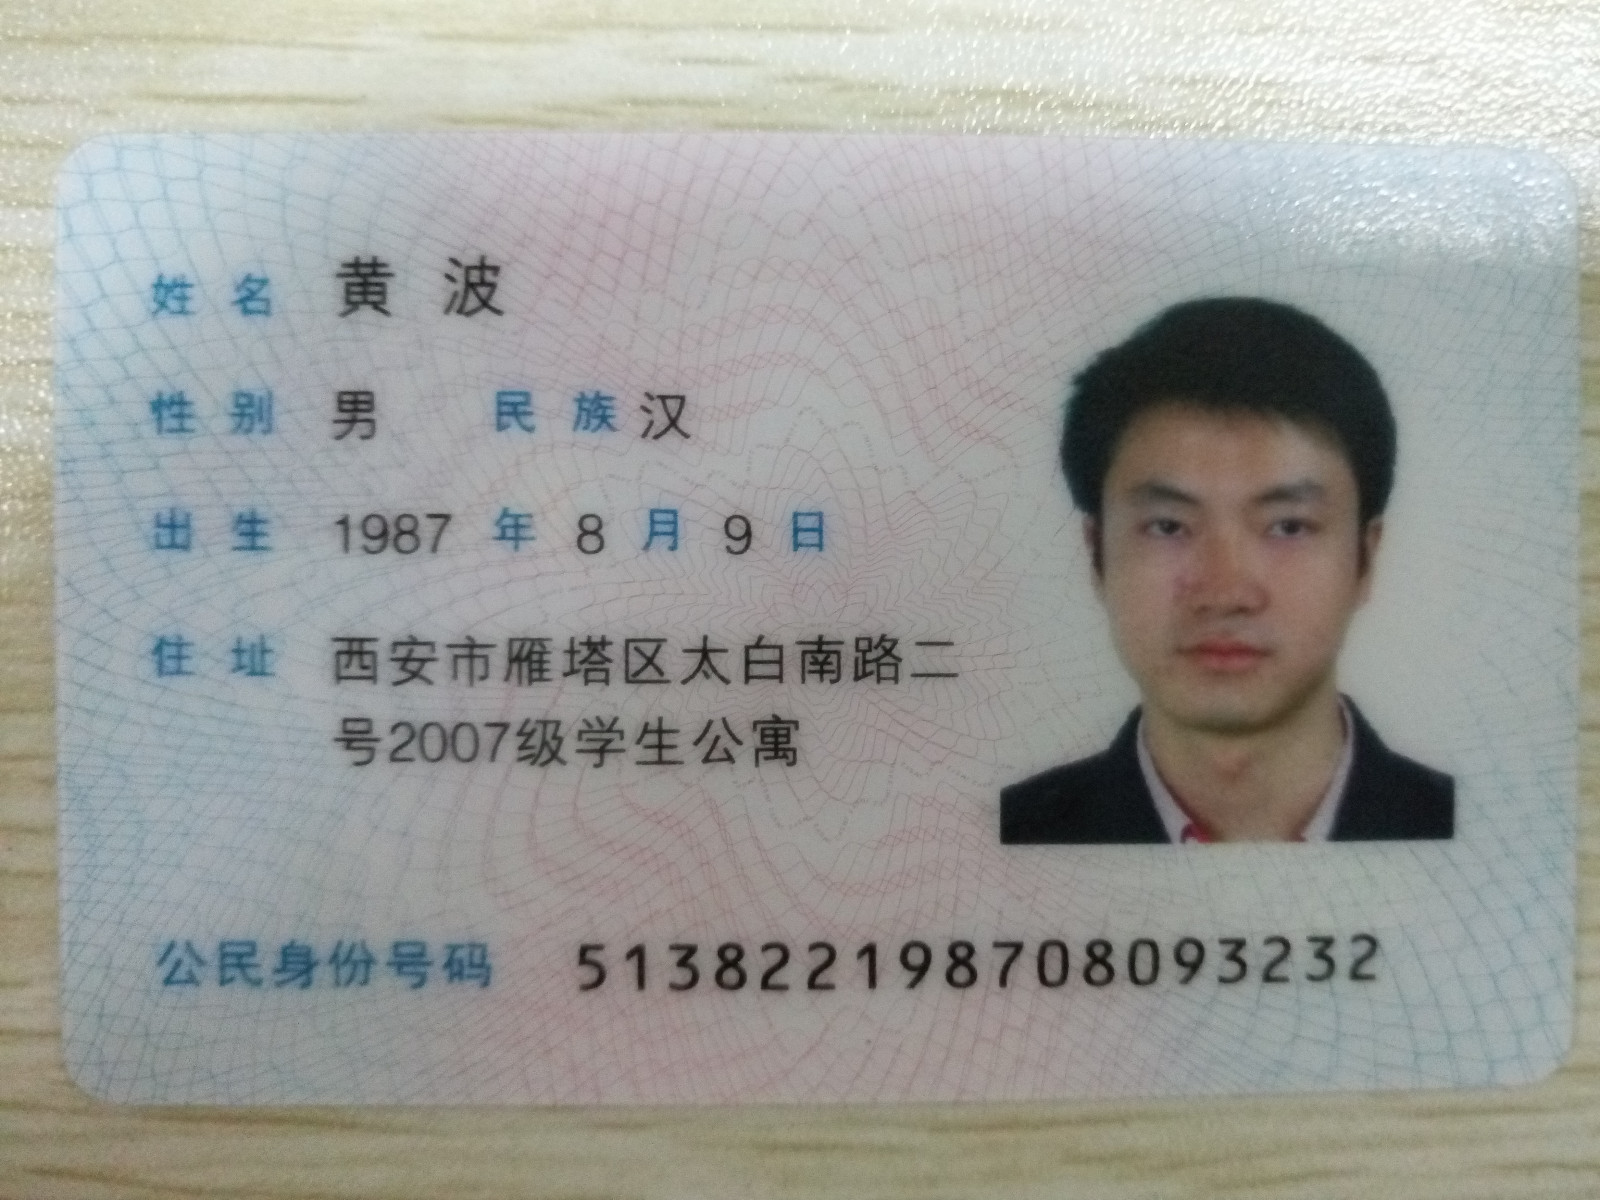 姓名 黄波
性别 男 民族 汉
出生 1987 年 8 月 9 日
住址 西安市雁塔区太白南路二
号2007级学生公寓
公民身份号码 513822198708093232